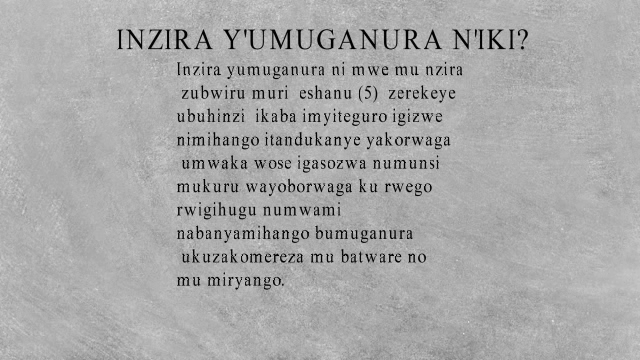 INZIRA Y'UMUGANURA N'IKI?
Inzira yumuganura ni mwe mu nzira
zubwiru muri eshanu (5) zerekeye
ubuhinzi ikaba imyiteguro igizwe
nimihango itandukanye yakorwaga
umwaka wose igasozwa numunsi
mukuru wayoborwaga ku rwego
rwigihugu numwami
nabanyamihango bumuganura
ukuzakomereza mu batware no
mu miryango.